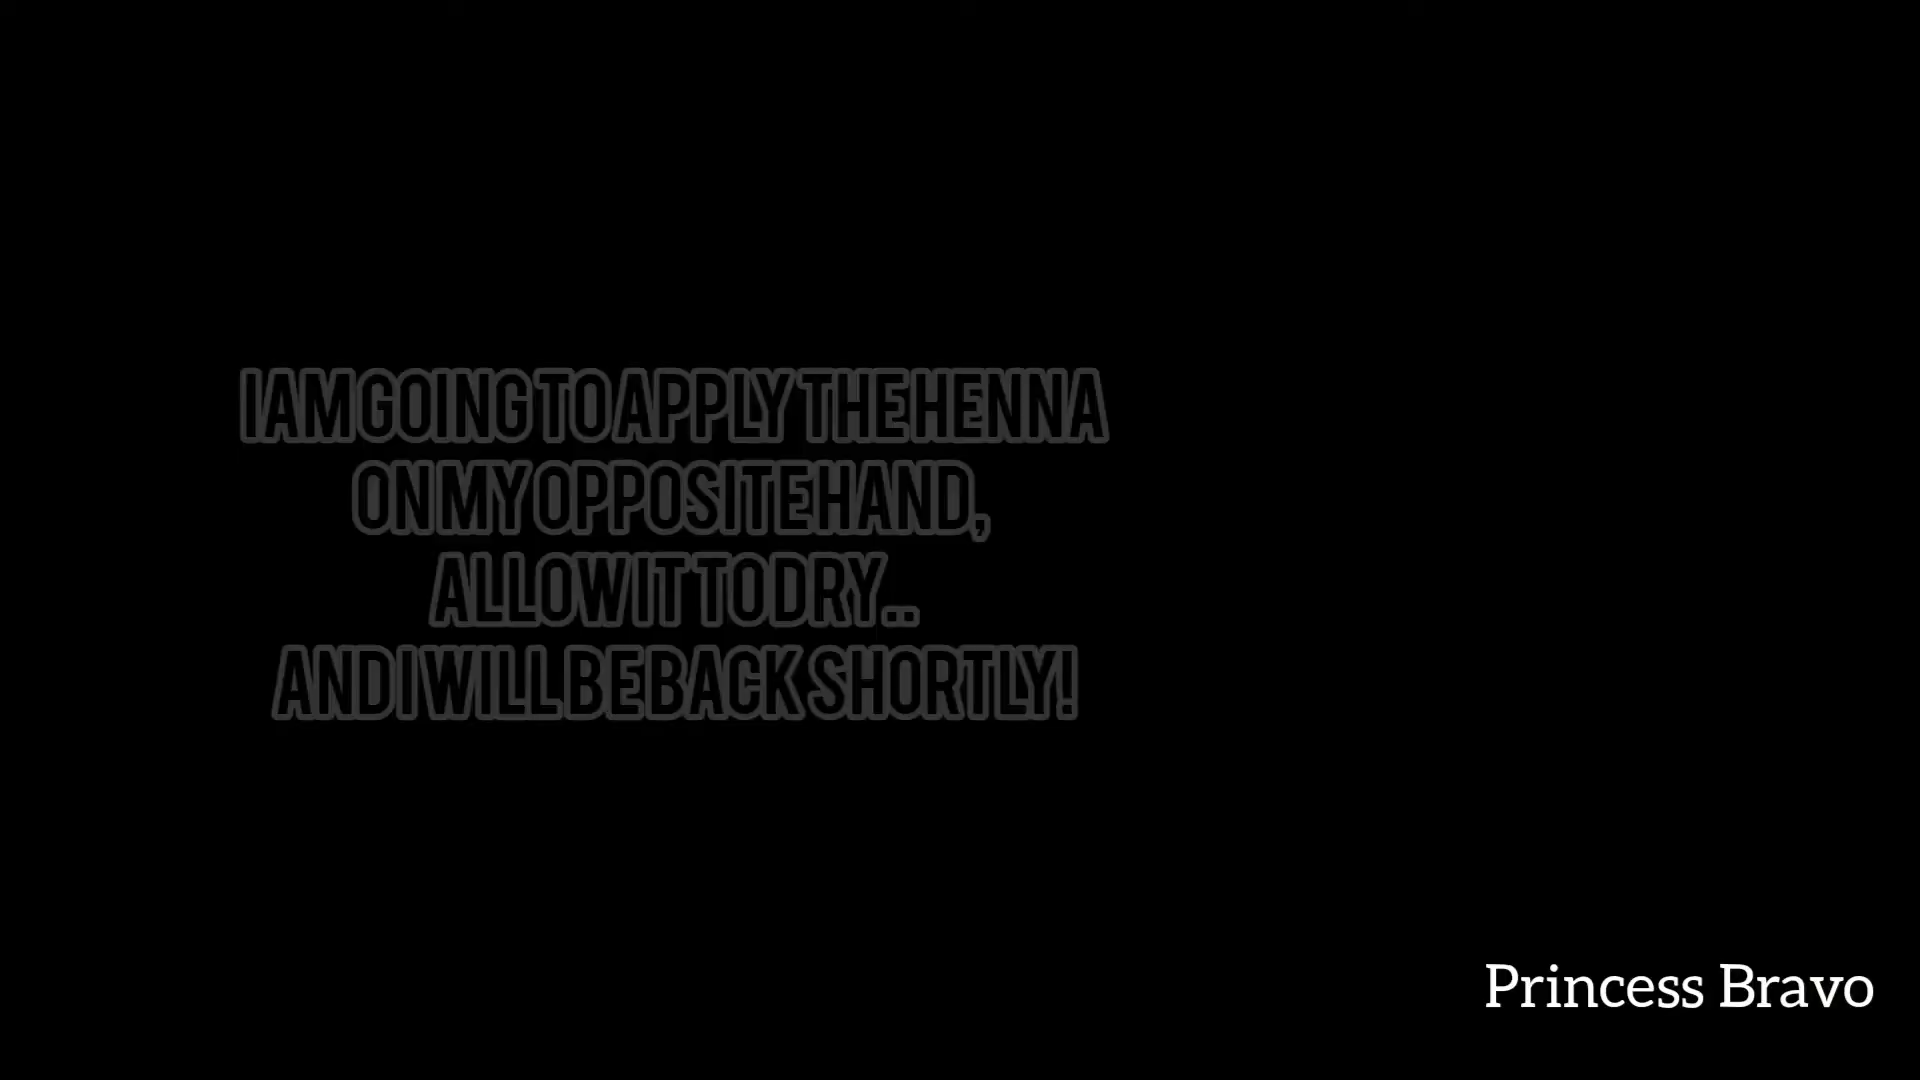 I AM GOING TO APPLY THE HENNA
ON MY OPPOSITE HAND,
ALLOW IT TO DRY..
AND I WILL BE BACK SHORTLY!
Princess Bravo